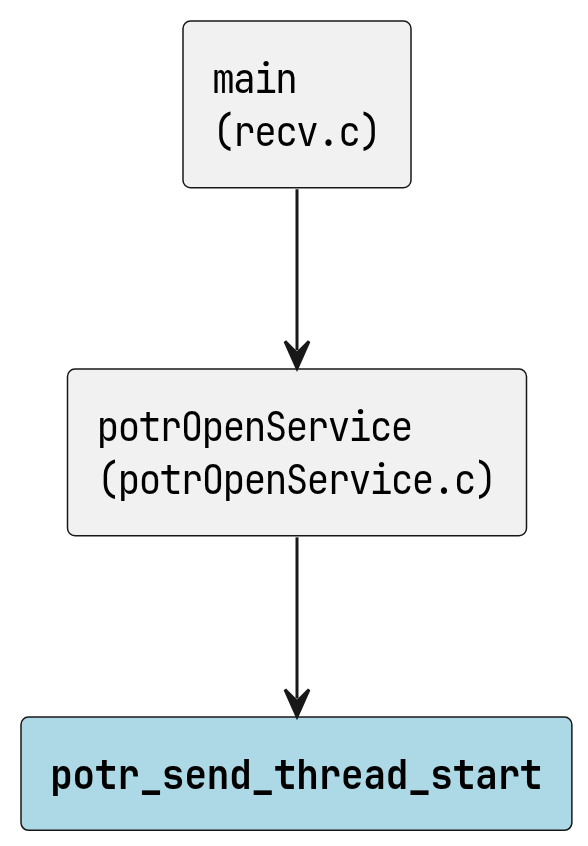 main
(recv.c)
potrOpenService
(potrOpenService.c)
potr_send_thread_start